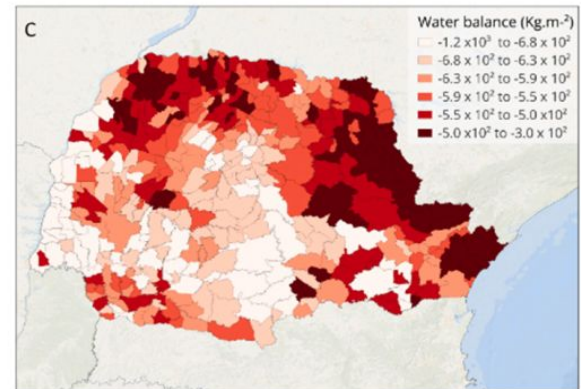 C
Water balance (Kg.m-²)
-1.2 x10³ to -6.8 x 10²
-6.8 x 10² to -6.3 x 10²
-6.3 x 10² to -5.9 x 10²
-5.9 x 10² to -5.5 x 10²
-5.5 x 10² to -5.0 x10²
-5.0 x10² to -3.0 x 10²